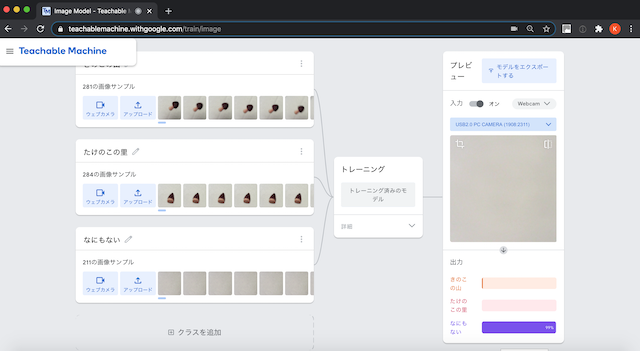 Image Model - Teachable M
teachablemachine.withgoogle.com/train/image
K
Teachable Machine
きのこの山
281の画像サンプル
ウェブカメラ
アップロード
たけのこの里
284の画像サンプル
ウェブカメラ
アップロード
なにもない
211の画像サンプル
ウェブカメラ
アップロード
クラスを追加
トレーニング
トレーニング済みのモ
デル
詳細
プレビ
ュー
モデルをエクスポー
トする
入力
オン
Webcam
USB2.0 PC CAMERA (1908:2311)
出力
きのこ
の山
たけの
この里
なにも
ない
99%